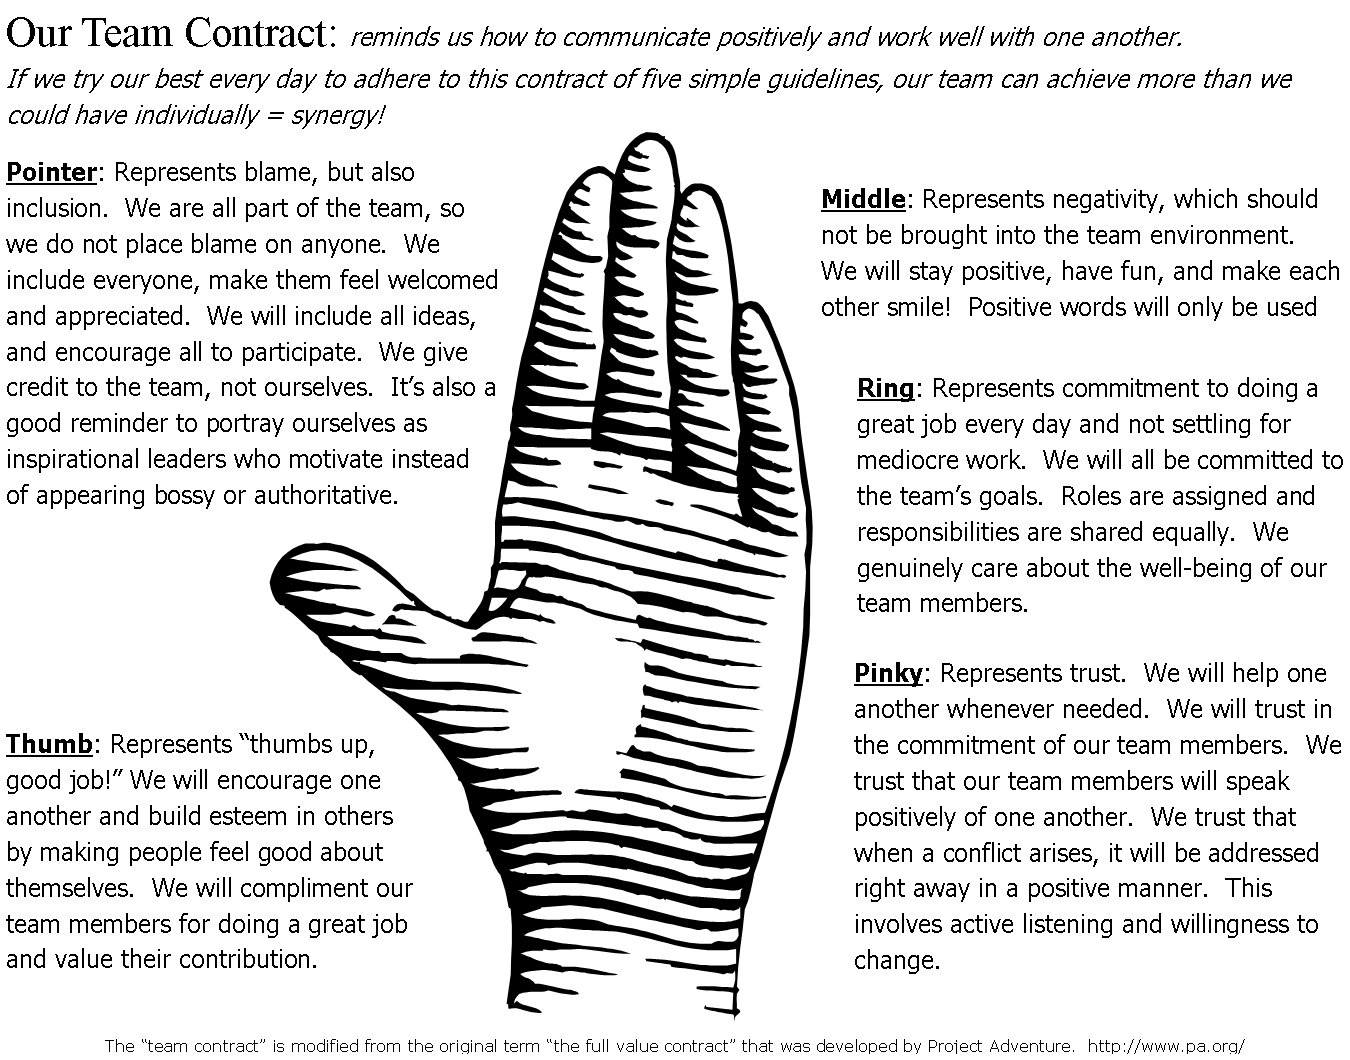 Our Team Contract: reminds us how to communicate positively and work well with one another.
If we try our best every day to adhere to this contract of five simple guidelines, our team can achieve more than we
could have individually = synergy!
Pointer: Represents blame, but also
inclusion.  We are all part of the team, so
we do not place blame on anyone.  We
include everyone, make them feel welcomed
and appreciated.  We will include all ideas,
and encourage all to participate.  We give
credit to the team, not ourselves.  It’s also a
good reminder to portray ourselves as
inspirational leaders who motivate instead
of appearing bossy or authoritative.
Middle: Represents negativity, which should
not be brought into the team environment.
We will stay positive, have fun, and make each
other smile!  Positive words will only be used
Ring: Represents commitment to doing a
great job every day and not settling for
mediocre work.  We will all be committed to
the team’s goals.  Roles are assigned and
responsibilities are shared equally.  We
genuinely care about the well-being of our
team members.
Thumb: Represents “thumbs up,
good job!” We will encourage one
another and build esteem in others
by making people feel good about
themselves.  We will compliment our
team members for doing a great job
and value their contribution.
Pinky: Represents trust.  We will help one
another whenever needed.  We will trust in
the commitment of our team members.  We
trust that our team members will speak
positively of one another.  We trust that
when a conflict arises, it will be addressed
right away in a positive manner.  This
involves active listening and willingness to
change.
The “team contract” is modified from the original term “the full value contract” that was developed by Project Adventure.  http://www.pa.org/